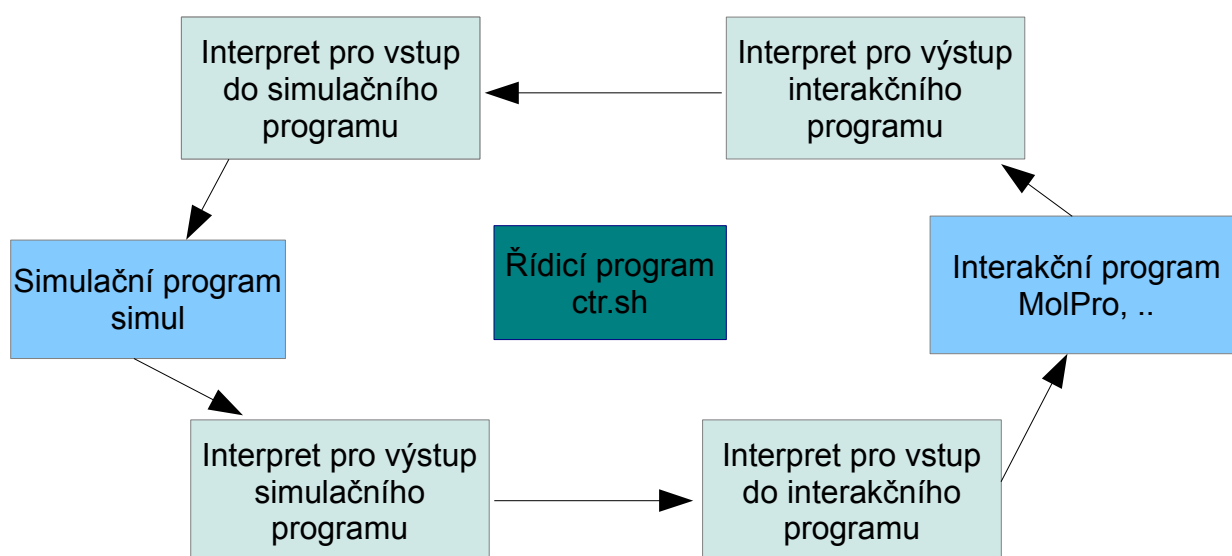 Interpret pro vstup
do simulačního
programu
Interpret pro výstup
interakčního
programu
Simulační program
simul
Řídicí program
ctr.sh
Interakční program
MolPro, ..
Interpret pro výstup
simulačního
programu
Interpret pro vstup
do interakčního
programu